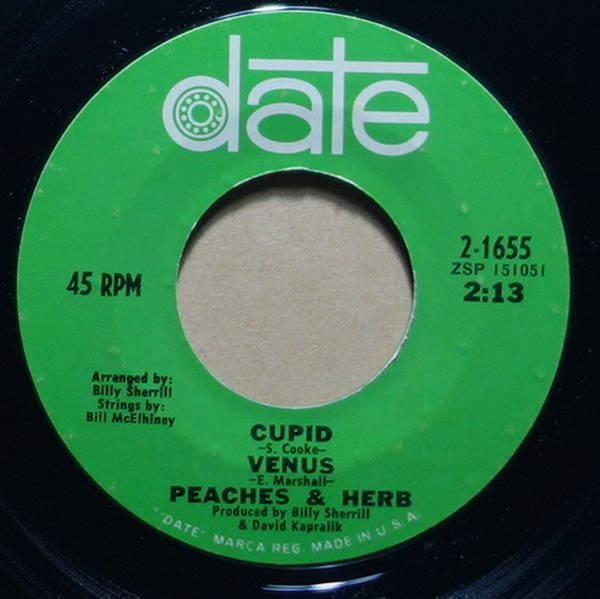 date
45 RPM
2-1655
ZSP 151051
2:13
Arranged by:
Billy Sherrill
Strings by:
Bill McElhiney
CUPID
-S. Cooke-
VENUS
-E. Marshall-
PEACHES & HERB
Produced by Billy Sherrill
& David Kapralik
"DATE" MARCA REG. MADE IN U.S.A.